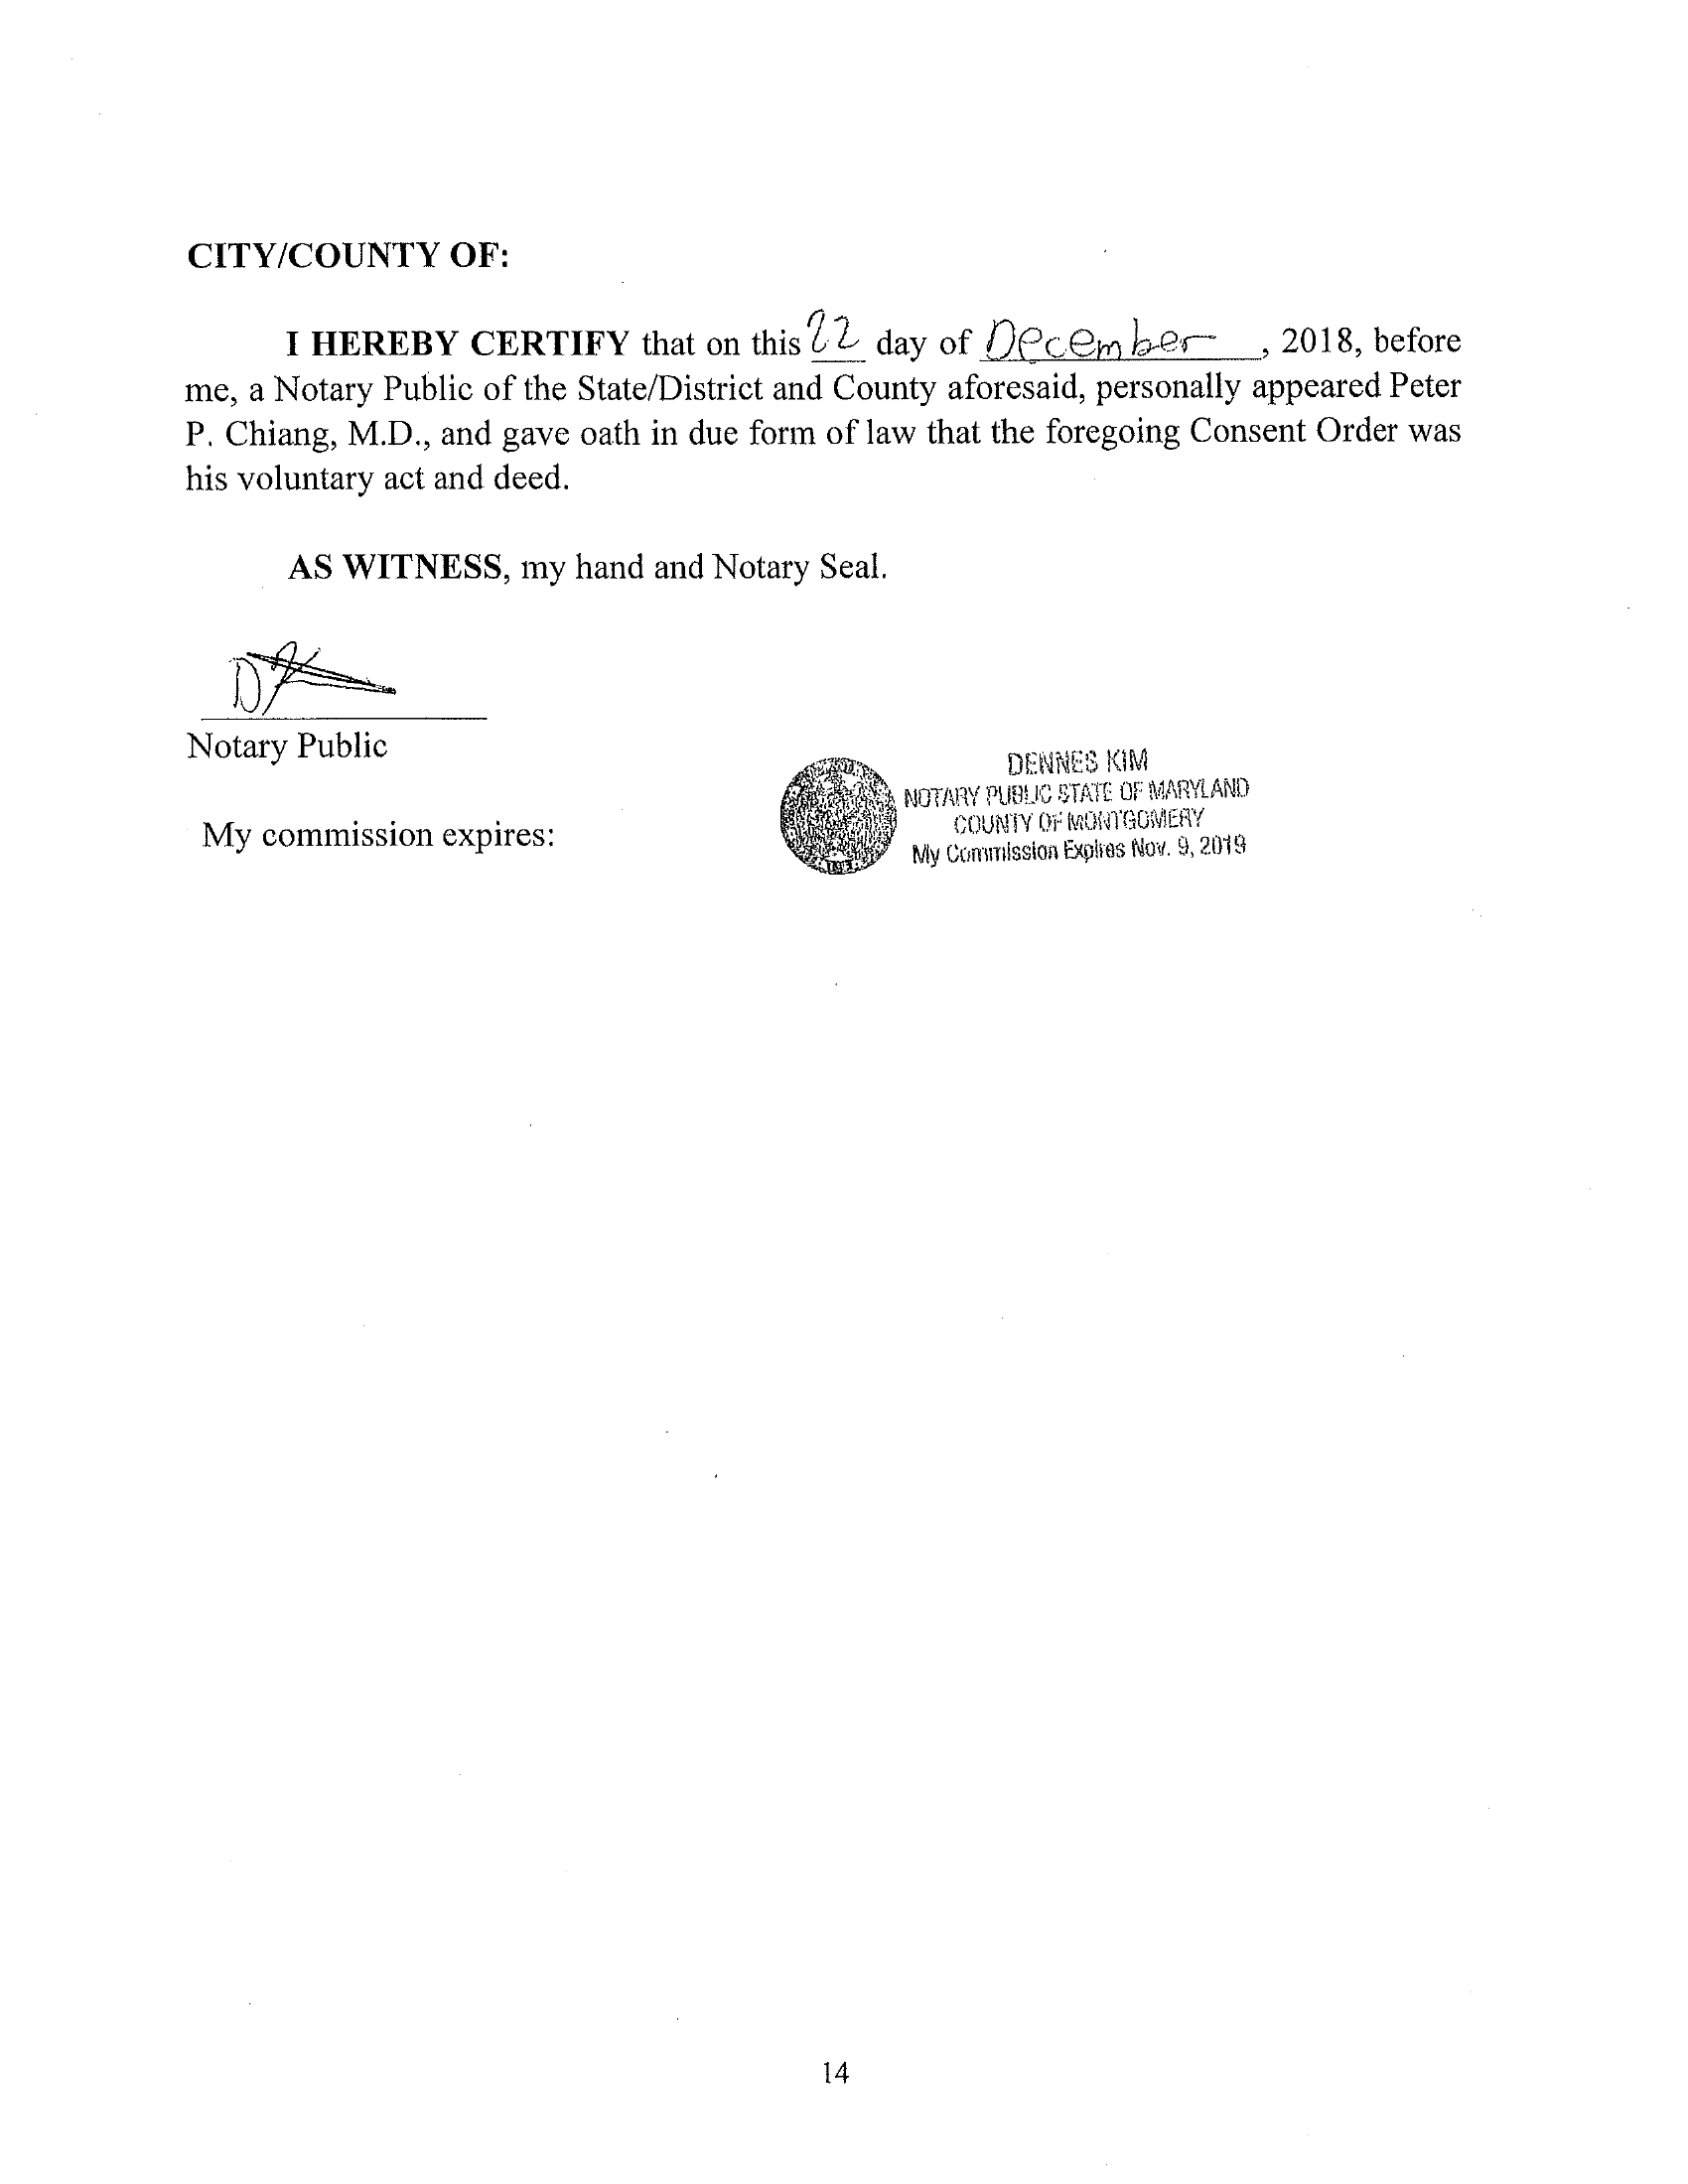 CITY/COUNTY OF:
I HEREBY CERTIFY that on this 22 day of December, 2018, before
me, a Notary Public of the State/District and County aforesaid, personally appeared Peter
P. Chiang, M.D., and gave oath in due form of law that the foregoing Consent Order was
his voluntary act and deed.
AS WITNESS, my hand and Notary Seal.
Notary Public
DENNES KIM
NOTARY PUBLIC STATE OF MARYLAND
COUNTY OF MONTGOMERY
My Commission Expires Nov. 9, 2019
My commission expires:
14